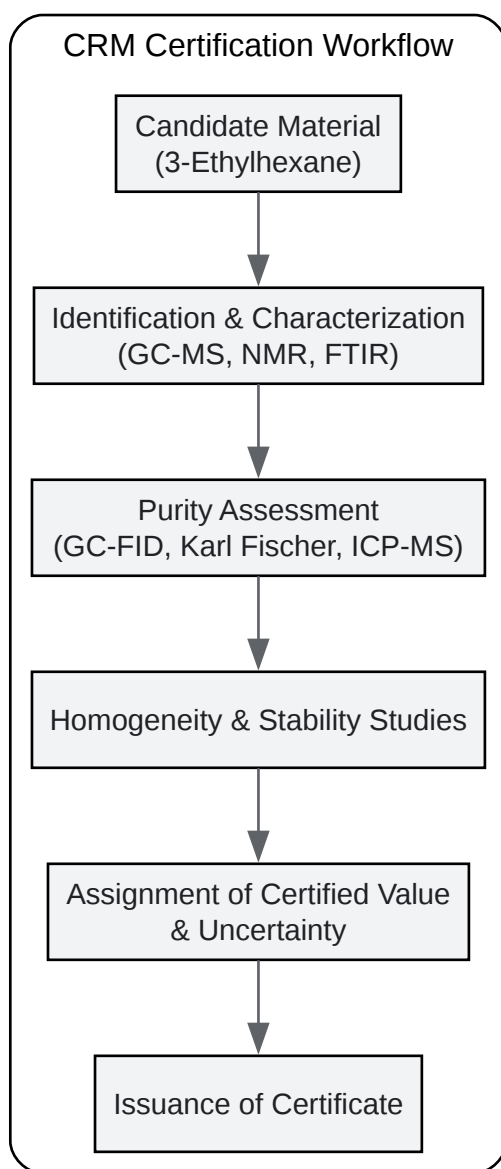 CRM Certification Workflow
Candidate Material
(3-Ethylhexane)
Identification & Characterization
(GC-MS, NMR, FTIR)
Purity Assessment
(GC-FID, Karl Fischer, ICP-MS)
Homogeneity & Stability Studies
Assignment of Certified Value
& Uncertainty
Issuance of Certificate